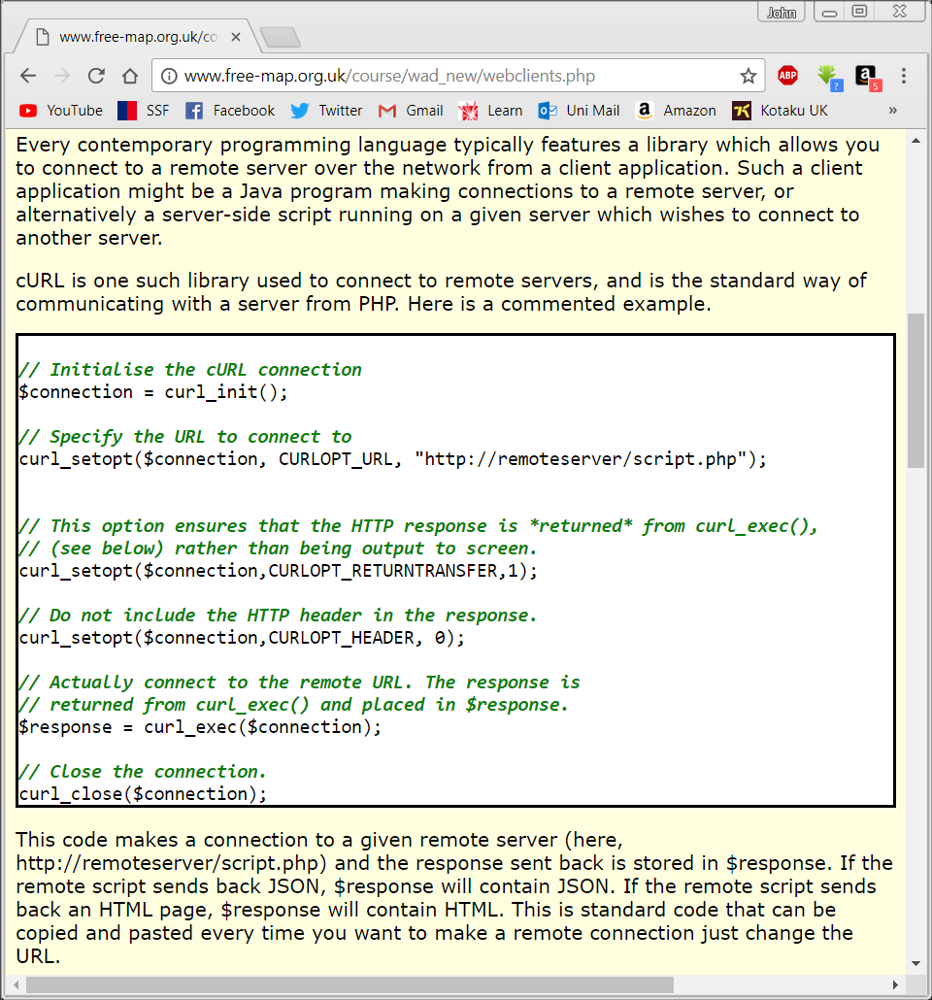 John
www.free-map.org.uk/co
www.free-map.org.uk/course/wad_new/webclients.php
ABP
?
a
5
YouTube
SSF
Facebook
Twitter
Gmail
Learn
Uni Mail
a
Amazon
Kotaku UK
»
Every contemporary programming language typically features a library which allows you
to connect to a remote server over the network from a client application. Such a client
application might be a Java program making connections to a remote server, or
alternatively a server-side script running on a given server which wishes to connect to
another server.
cURL is one such library used to connect to remote servers, and is the standard way of
communicating with a server from PHP. Here is a commented example.
// Initialise the cURL connection
$connection = curl_init();
// Specify the URL to connect to
curl_setopt($connection, CURLOPT_URL, "http://remoteserver/script.php");
// This option ensures that the HTTP response is *returned* from curl_exec(),
// (see below) rather than being output to screen.
curl_setopt($connection,CURLOPT_RETURNTRANSFER,1);
// Do not include the HTTP header in the response.
curl_setopt($connection,CURLOPT_HEADER, 0);
// Actually connect to the remote URL. The response is
// returned from curl_exec() and placed in $response.
$response = curl_exec($connection);
// Close the connection.
curl_close($connection);
This code makes a connection to a given remote server (here,
http://remoteserver/script.php) and the response sent back is stored in $response. If the
remote script sends back JSON, $response will contain JSON. If the remote script sends
back an HTML page, $response will contain HTML. This is standard code that can be
copied and pasted every time you want to make a remote connection just change the
URL.